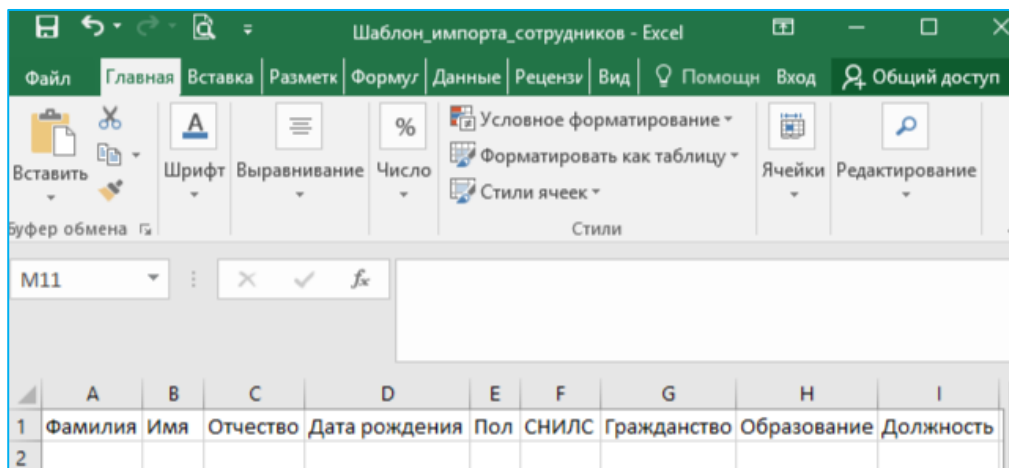 Шаблон_импорта_сотрудников - Excel
Файл Главная Вставка Разметк Формул Данные Рецензи Вид Помощн Вход Общий доступ
Вставить
Шрифт Выравнивание Число
%
Условное форматирование
Форматировать как таблицу
Стили ячеек
Ячейки Редактирование
Буфер обмена Стили
M11 fx
A B C D E F G H I
1 Фамилия Имя Отчество Дата рождения Пол СНИЛС Гражданство Образование Должность
2